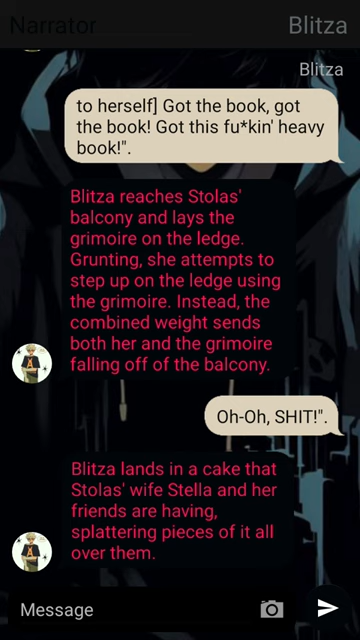 Narrator
Blitza
Blitza
to herself] Got the book, got
the book! Got this fu*kin' heavy
book!".
Blitza reaches Stolas'
balcony and lays the
grimoire on the ledge.
Grunting, she attempts to
step up on the ledge using
the grimoire. Instead, the
combined weight sends
both her and the grimoire
falling off of the balcony.
Oh-Oh, SHIT!".
Blitza lands in a cake that
Stolas' wife Stella and her
friends are having,
splattering pieces of it all
over them.
Message